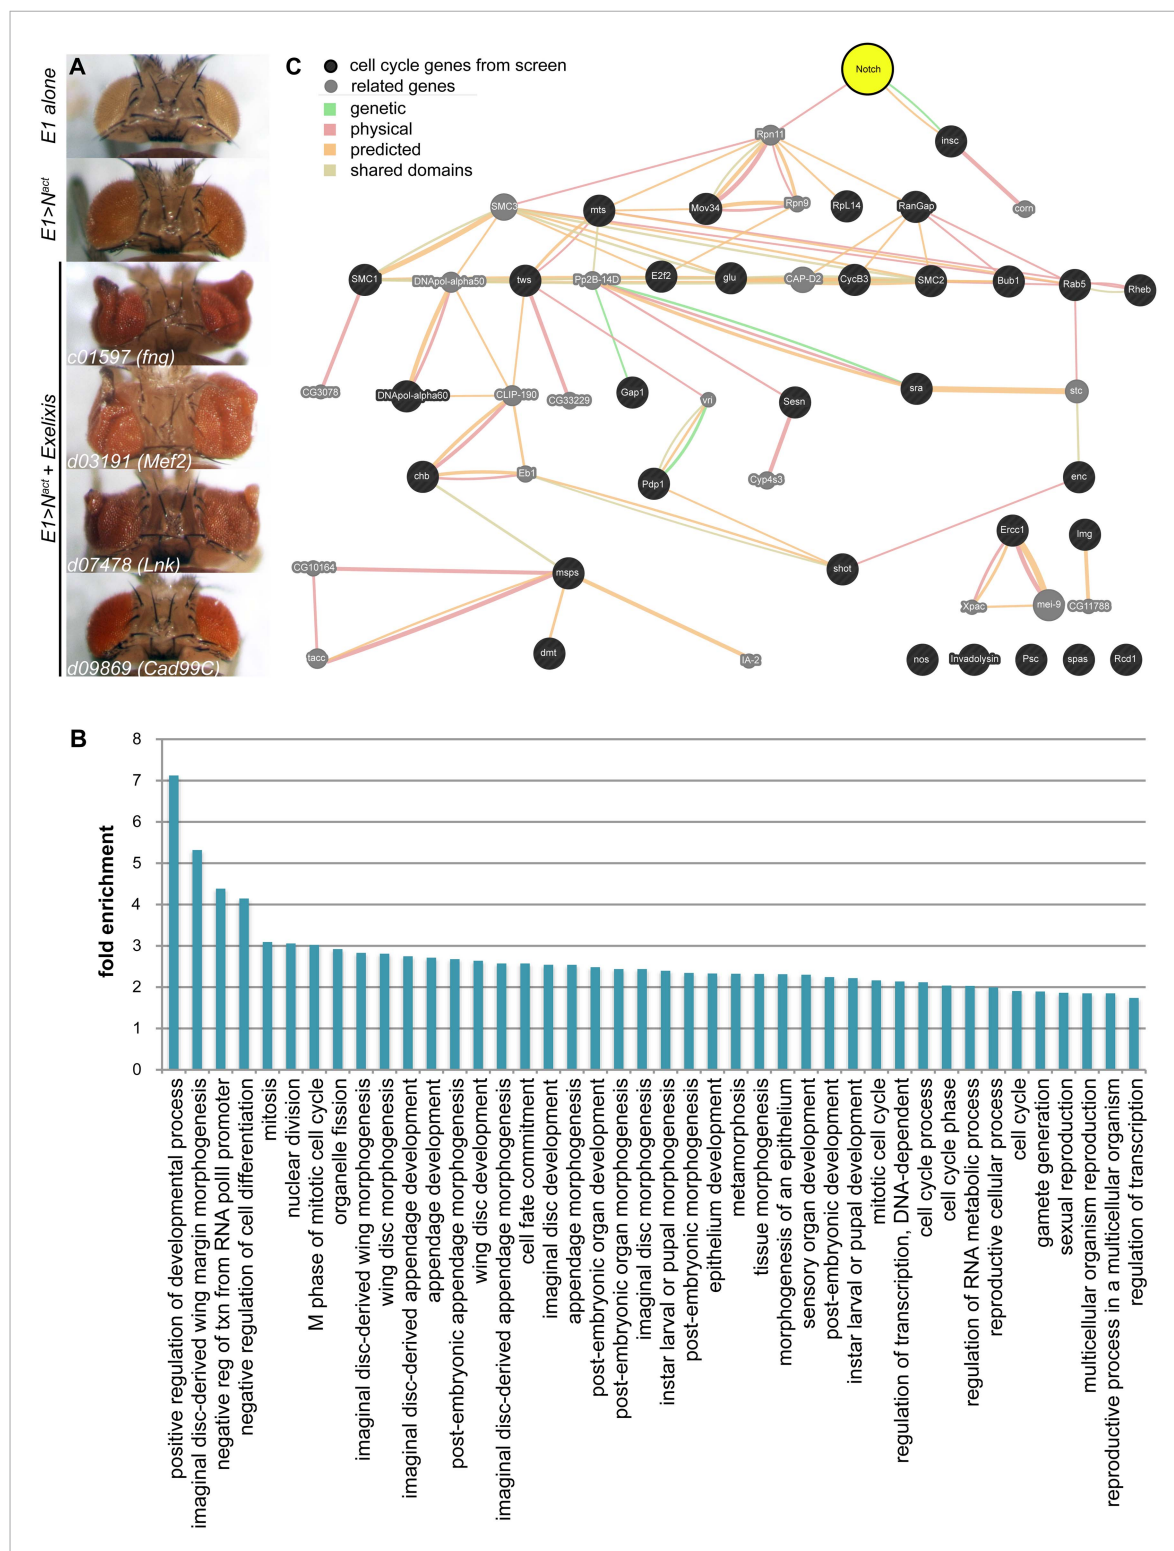 A
E1 alone
E1>Nact
E1>Nact + Exelixis
c01597 (fng)
d03191 (Mef2)
d07478 (Lnk)
d09869 (Cad99C)
C
cell cycle genes from screen
related genes
genetic
physical
predicted
shared domains
Notch
Rpn11
insc
SMC3
mts
Mov34
Rpn9
RpL14
RanGap
corn
SMC1
DNApol-alpha50
tws
Pp2B-14D
E2f2
glu
CAP-D2
CycB3
SMC2
Bub1
Rab5
Rheb
CG3078
DNApol-alpha60
CLIP-190
CG33229
Gap1
vri
Sesn
sra
stc
chb
Eb1
Pdp1
Cyp4s3
enc
Ercc1
Img
CG10164
msps
shot
Xpac
mei-9
CG11788
tacc
dmt
IA-2
nos
Invadolysin
Psc
spas
Rcd1
B
fold enrichment
8
7
6
5
4
3
2
1
0
positive regulation of developmental process
imaginal disc-derived wing margin morphogenesis
negative reg of txn from RNA polII promoter
negative regulation of cell differentiation
mitosis
nuclear division
M phase of mitotic cell cycle
organelle fission
imaginal disc-derived wing morphogenesis
wing disc morphogenesis
imaginal disc-derived appendage development
appendage development
post-embryonic appendage morphogenesis
wing disc development
imaginal disc-derived appendage morphogenesis
cell fate commitment
imaginal disc development
appendage morphogenesis
post-embryonic organ development
post-embryonic organ morphogenesis
imaginal disc morphogenesis
instar larval or pupal morphogenesis
post-embryonic morphogenesis
epithelium development
metamorphosis
tissue morphogenesis
morphogenesis of an epithelium
sensory organ development
post-embryonic development
instar larval or pupal development
mitotic cell cycle
regulation of transcription, DNA-dependent
cell cycle process
cell cycle phase
regulation of RNA metabolic process
reproductive cellular process
cell cycle
gamete generation
sexual reproduction
multicellular organism reproduction
reproductive process in a multicellular organism
regulation of transcription